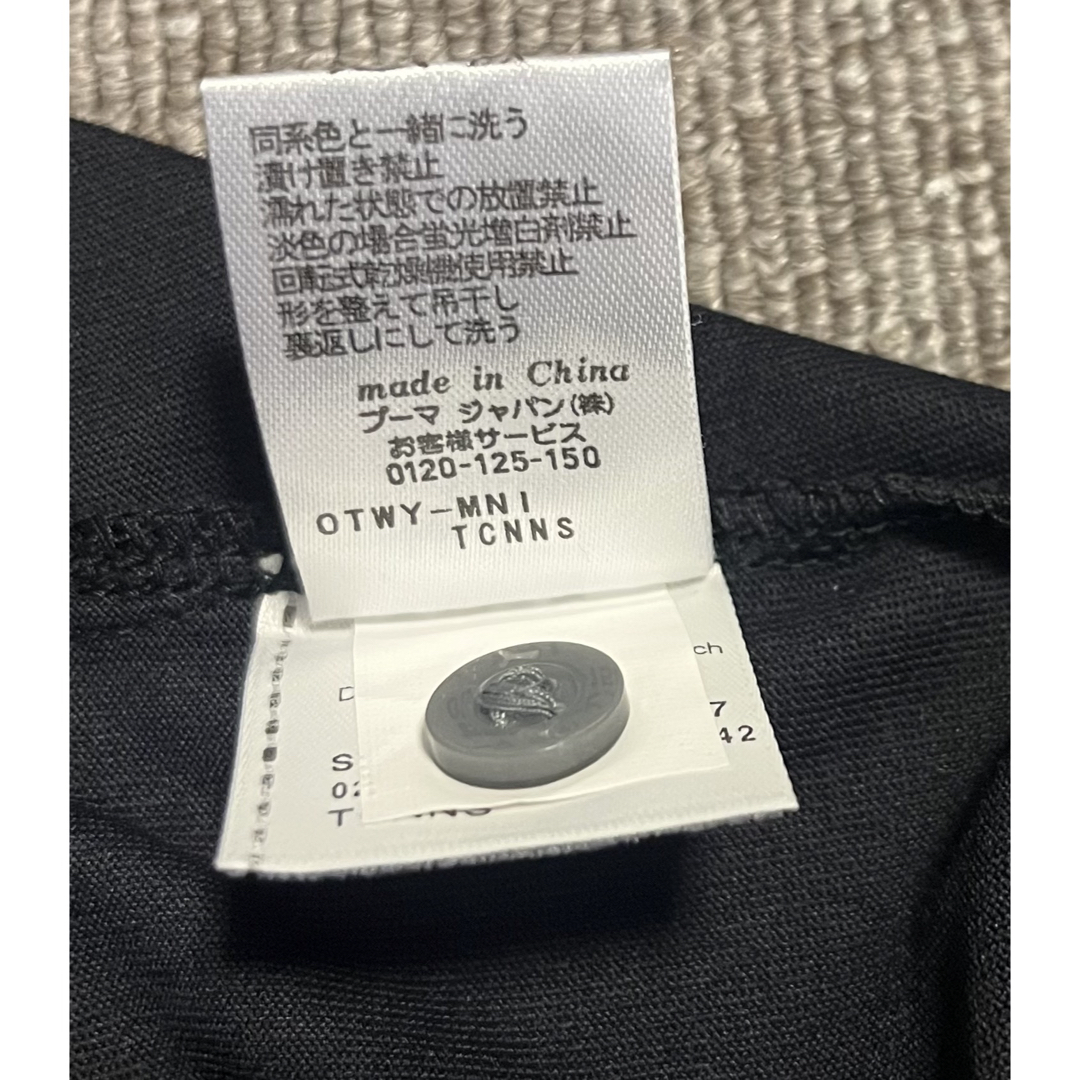 同系色と一緒に洗う
漬け置き禁止
濡れた状態での放置禁止
淡色の場合蛍光増白剤禁止
回転式乾燥機使用禁止
形を整えて吊干し
裏返しにして洗う
made in China
プーマ ジャパン(株)
お客様サービス
0120-125-150
OTWY-MNI
TCNNS
ch
D
7
S
42
02
T